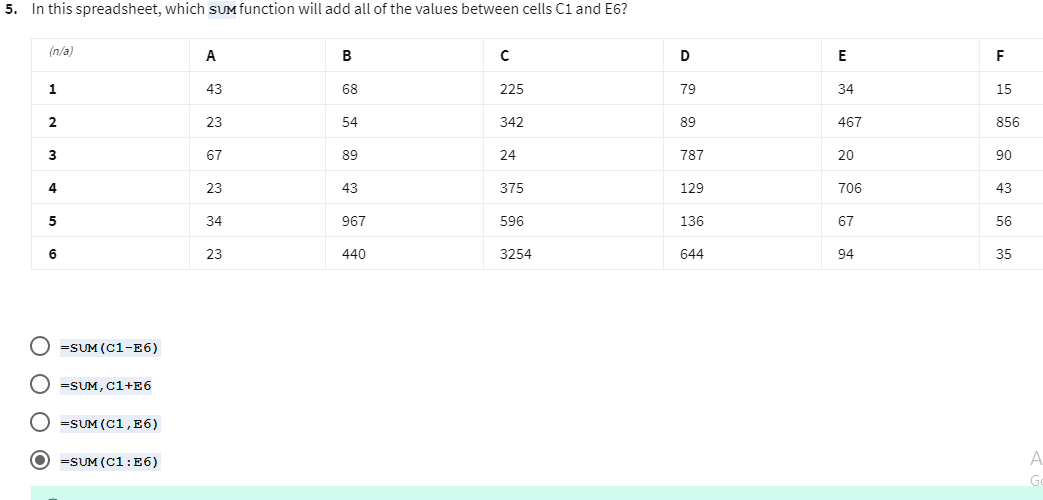 5. In this spreadsheet, which SUM function will add all of the values between cells C1 and E6?
(n/a) A B C D E F
1 43 68 225 79 34 15
2 23 54 342 89 467 856
3 67 89 24 787 20 90
4 23 43 375 129 706 43
5 34 967 596 136 67 56
6 23 440 3254 644 94 35
=SUM(C1-E6)
=SUM,C1+E6
=SUM(C1,E6)
=SUM(C1:E6)
A